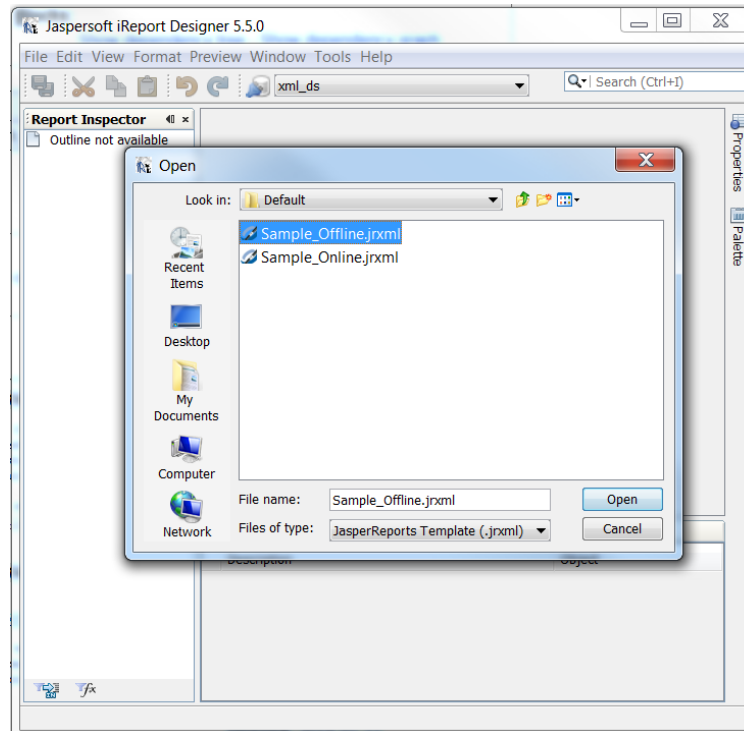 Jaspersoft iReport Designer 5.5.0
File Edit View Format Preview Window Tools Help
xml_ds
Search (Ctrl+I)
Report Inspector
Outline not available
Properties
Palette
Open
Look in: Default
Sample_Offline.jrxml
Sample_Online.jrxml
Recent
Items
Desktop
My
Documents
Computer
Network
File name: Sample_Offline.jrxml Open
Files of type: JasperReports Template (.jrxml) Cancel
Description Object
fx